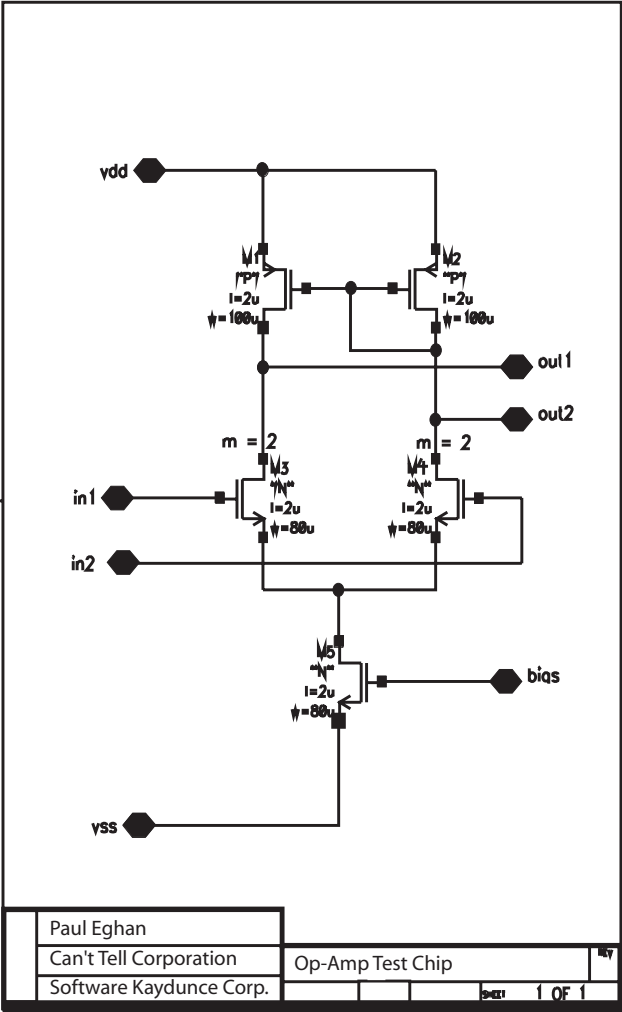 vdd
M1
"P"
l=2u
w=100u
M2
"P"
l=2u
w=100u
out1
out2
m = 2
m = 2
M3
"N"
l=2u
w=80u
M4
"N"
l=2u
w=80u
in1
in2
M5
"N"
l=2u
w=80u
bias
vss
Paul Eghan
Can't Tell Corporation
Software Kaydunce Corp.
Op-Amp Test Chip
REV
SHEET 1 OF 1